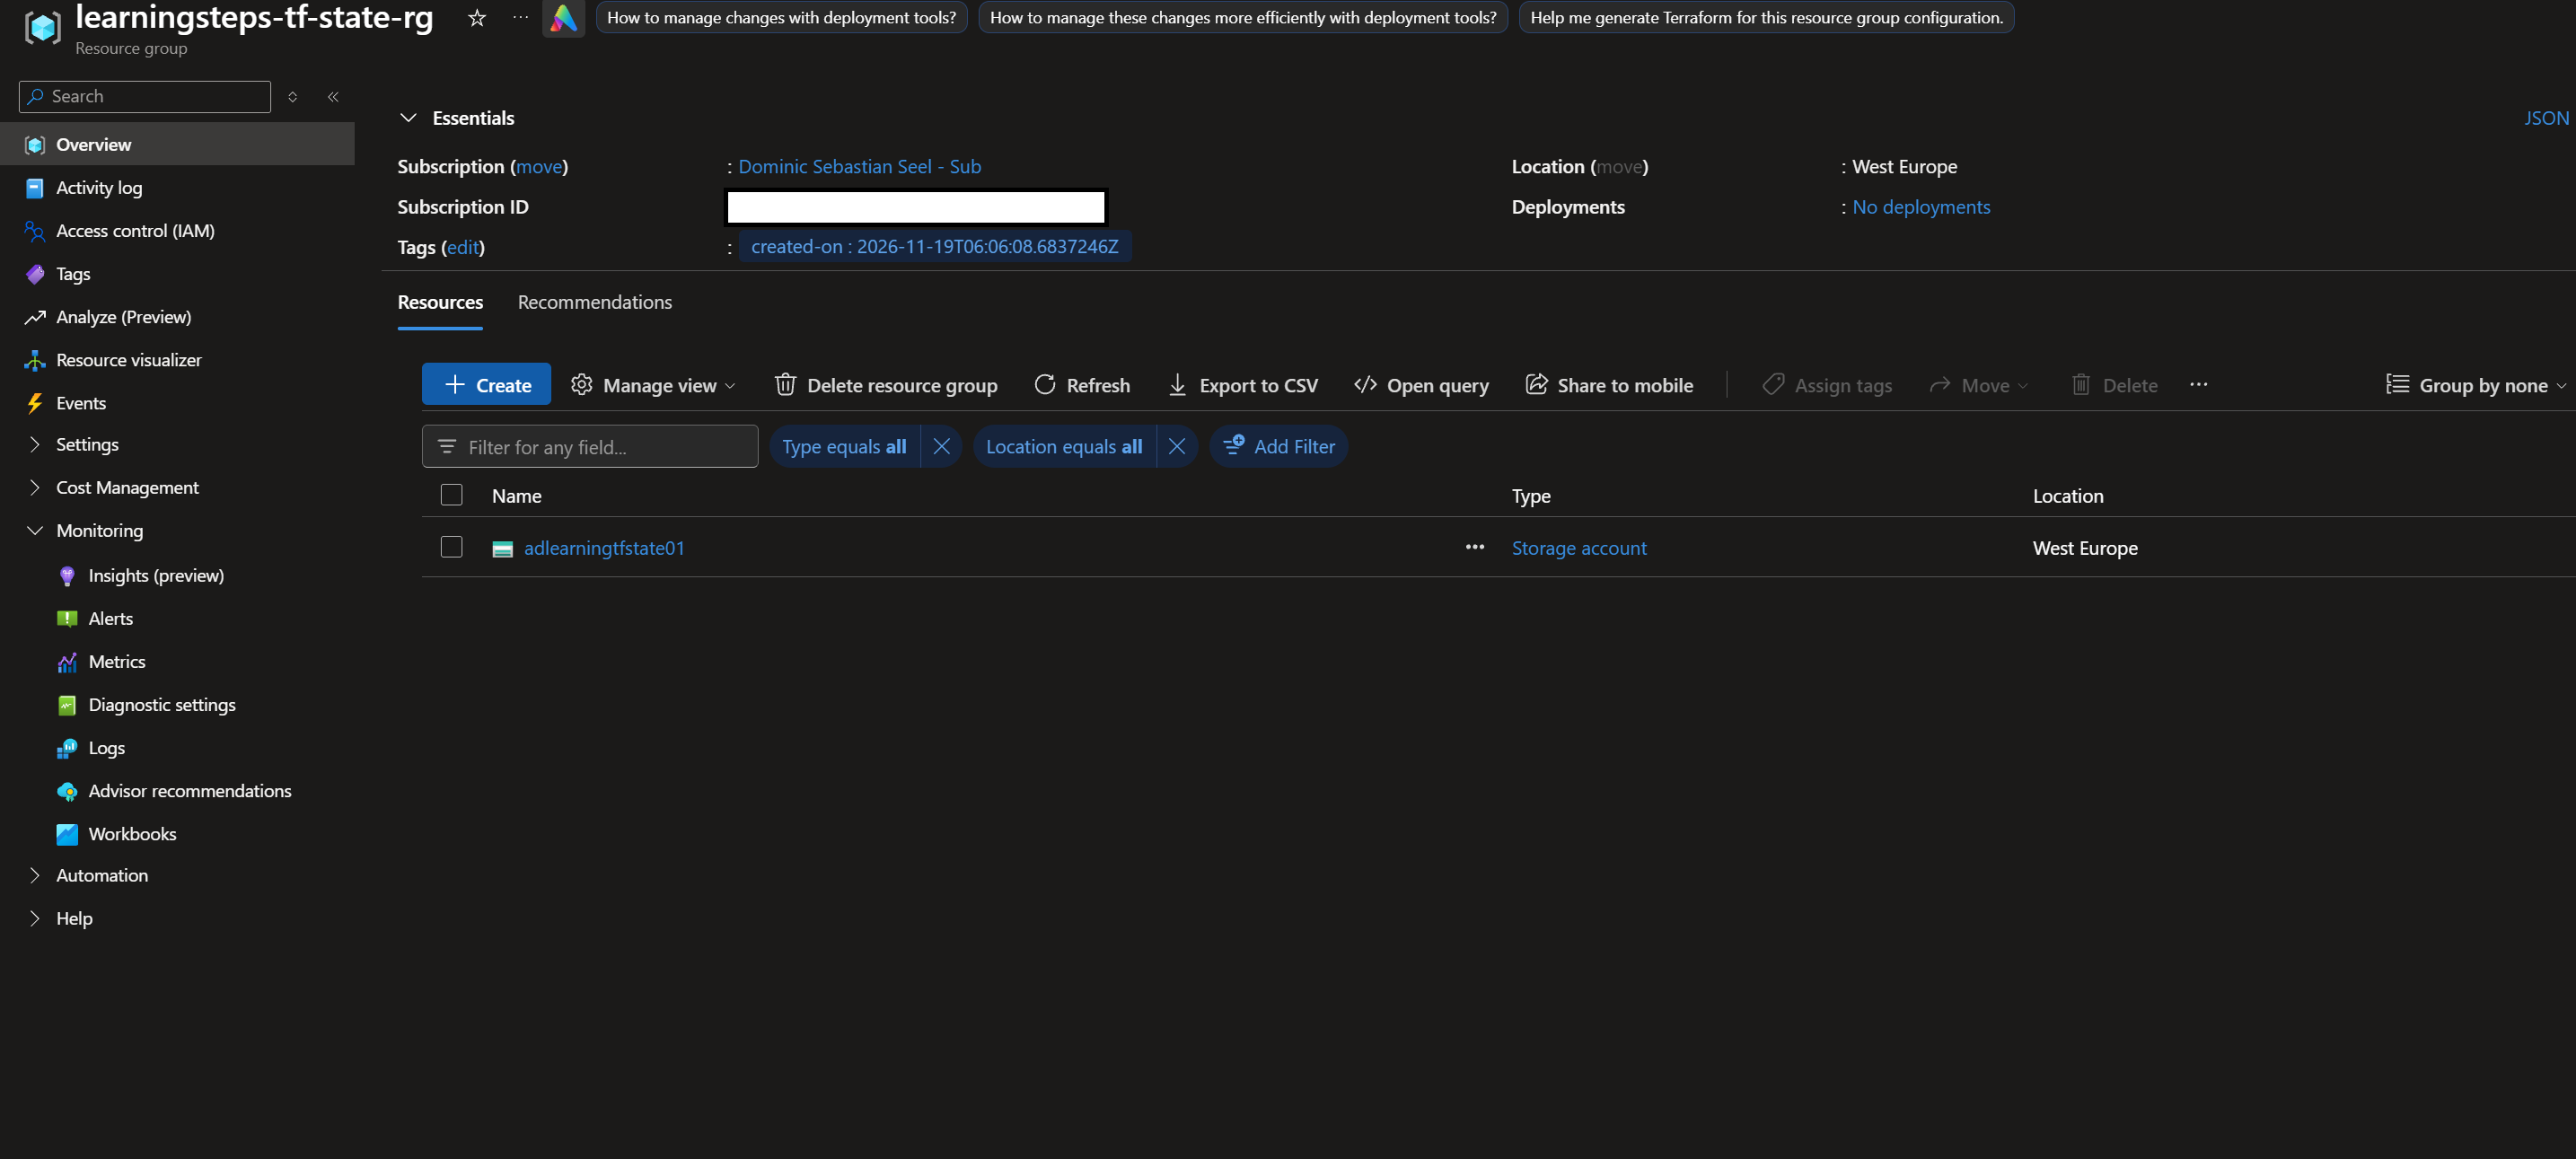 learningsteps-tf-state-rg
Resource group
How to manage changes with deployment tools?
How to manage these changes more efficiently with deployment tools?
Help me generate Terraform for this resource group configuration.
Search
Overview
Activity log
Access control (IAM)
Tags
Analyze (Preview)
Resource visualizer
Events
Settings
Cost Management
Monitoring
Insights (preview)
Alerts
Metrics
Diagnostic settings
Logs
Advisor recommendations
Workbooks
Automation
Help
Essentials
JSON
Subscription (move) : Dominic Sebastian Seel - Sub
Location (move) : West Europe
Subscription ID
Deployments : No deployments
Tags (edit) : created-on : 2026-11-19T06:06:08.6837246Z
Resources Recommendations
Create Manage view Delete resource group Refresh Export to CSV Open query Share to mobile Assign tags Move Delete ... Group by none
Filter for any field... Type equals all Location equals all Add Filter
Name Type Location
adlearningtfstate01 ... Storage account West Europe